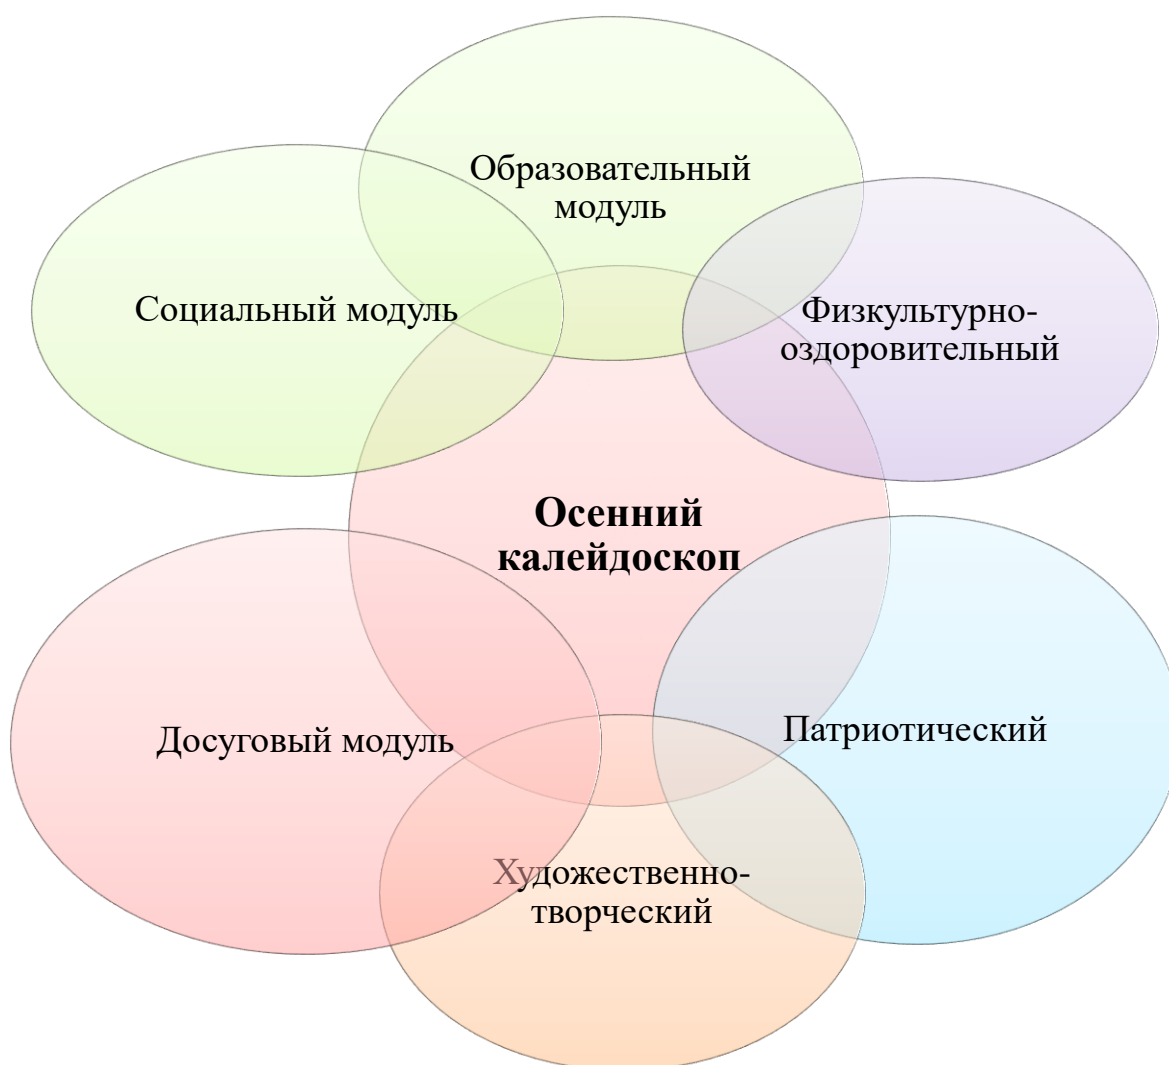 Образовательный
модуль
Социальный модуль
Физкультурно-
оздоровительный
Осенний
калейдоскоп
Досуговый модуль
Патриотический
Художественно-
творческий